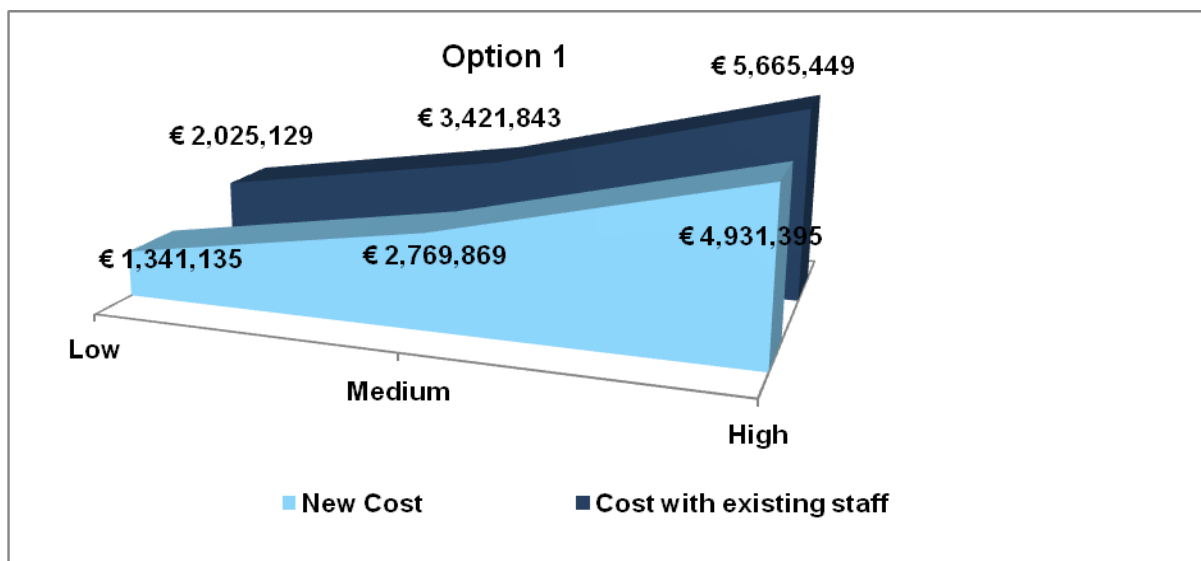 Option 1
€ 5,665,449
€ 3,421,843
€ 2,025,129
€ 4,931,395
€ 2,769,869
€ 1,341,135
Low
Medium
High
New Cost
Cost with existing staff